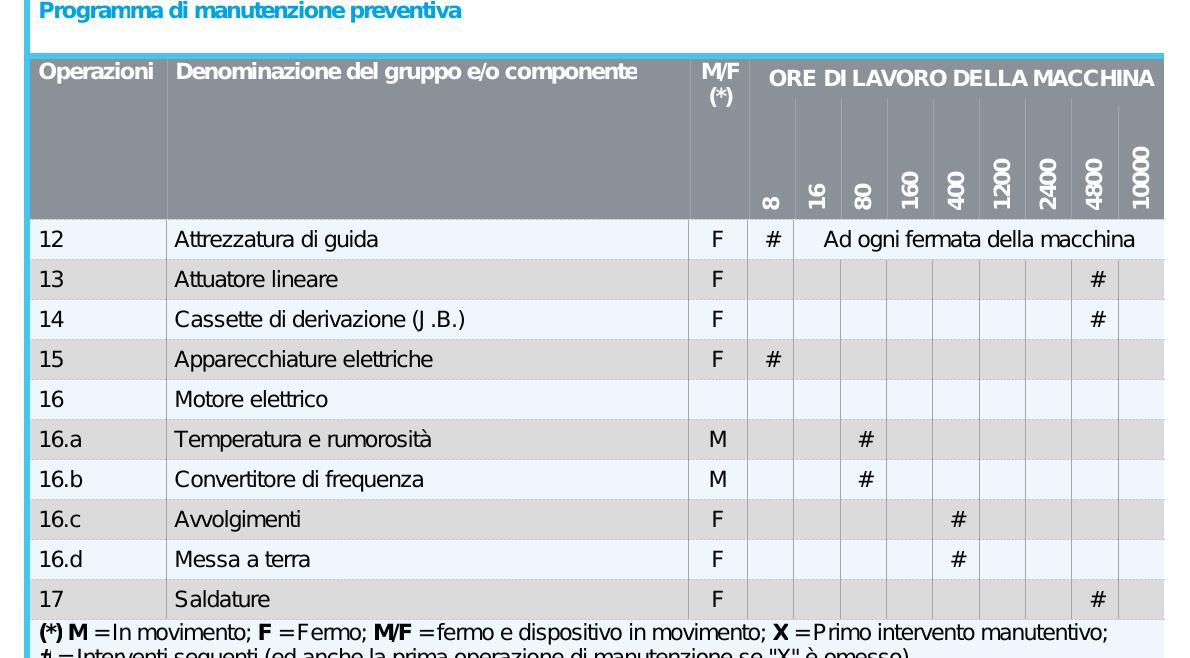 Programma di manutenzione preventiva
Operazioni Denominazione del gruppo e/o componente M/F (*) ORE DI LAVORO DELLA MACCHINA
8 16 80 160 400 1200 2400 4800 10000
12 Attrezzatura di guida F # Ad ogni fermata della macchina
13 Attuatore lineare F #
14 Cassette di derivazione (J.B.) F #
15 Apparecchiature elettriche F #
16 Motore elettrico
16.a Temperatura e rumorosità M #
16.b Convertitore di frequenza M #
16.c Avvolgimenti F #
16.d Messa a terra F #
17 Saldature F #
(*) M = In movimento; F = Fermo; M/F = fermo e dispositivo in movimento; X = Primo intervento manutentivo;
# = Interventi seguenti (ed anche la prima operazione di manutenzione se "X" è omesso)